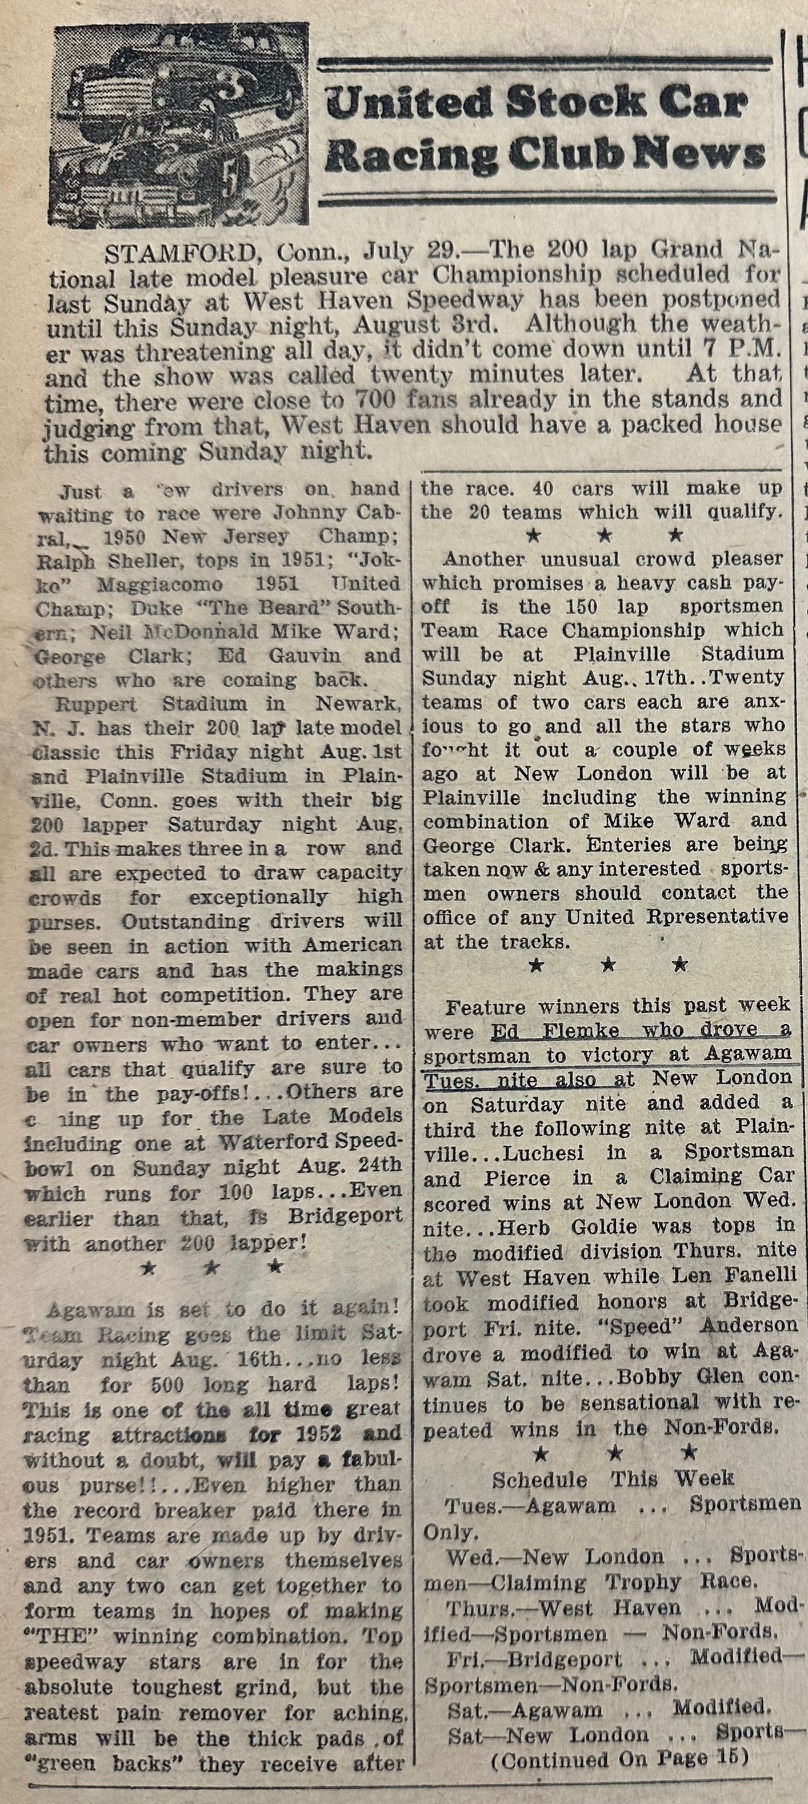 3
5
United Stock Car
Racing Club News
STAMFORD, Conn., July 29.—The 200 lap Grand Na-
tional late model pleasure car Championship scheduled for
last Sunday at West Haven Speedway has been postponed
until this Sunday night, August 3rd. Although the weath-
er was threatening all day, it didn't come down until 7 P.M.
and the show was called twenty minutes later. At that
time, there were close to 700 fans already in the stands and
judging from that, West Haven should have a packed house
this coming Sunday night.
Just a few drivers on hand
waiting to race were Johnny Cab-
ral, 1950 New Jersey Champ;
Ralph Sheller, tops in 1951; "Jok-
ko" Maggiacomo 1951 United
Champ; Duke "The Beard" South-
ern; Neil McDonnald Mike Ward;
George Clark; Ed Gauvin and
others who are coming back.
Ruppert Stadium in Newark,
N. J. has their 200 lap late model
classic this Friday night Aug. 1st
and Plainville Stadium in Plain-
ville, Conn. goes with their big
200 lapper Saturday night Aug.
2d. This makes three in a row and
all are expected to draw capacity
crowds for exceptionally high
purses. Outstanding drivers will
be seen in action with American
made cars and has the makings
of real hot competition. They are
open for non-member drivers and
car owners who want to enter...
all cars that qualify are sure to
be in the pay-offs!...Others are
up for the Late Models
including one at Waterford Speed-
bowl on Sunday night Aug. 24th
which runs for 100 laps...Even
earlier than that, is Bridgeport
with another 200 lapper!
★ ★ ★
Agawam is set to do it again!
Team Racing goes the limit Sat-
urday night Aug. 16th...no less
than for 500 long hard laps!
This is one of the all time great
racing attractions for 1952 and
without a doubt, will pay a fabul-
ous purse!!...Even higher than
the record breaker paid there in
1951. Teams are made up by driv-
ers and car owners themselves
and any two can get together to
form teams in hopes of making
"THE" winning combination. Top
speedway stars are in for the
absolute toughest grind, but the
reatest pain remover for aching
arms will be the thick pads of
"green backs" they receive after
the race. 40 cars will make up
the 20 teams which will qualify.
★ ★ ★
Another unusual crowd pleaser
which promises a heavy cash pay-
off is the 150 lap sportsmen
Team Race Championship which
will be at Plainville Stadium
Sunday night Aug.. 17th..Twenty
teams of two cars each are anx-
ious to go and all the stars who
fought it out a couple of weeks
ago at New London will be at
Plainville including the winning
combination of Mike Ward and
George Clark. Enteries are being
taken now & any interested sports-
men owners should contact the
office of any United Rpresentative
at the tracks.
★ ★ ★
Feature winners this past week
were Ed Flemke who drove a
sportsman to victory at Agawam
Tues. nite also at New London
on Saturday nite and added a
third the following nite at Plain-
ville...Luchesi in a Sportsman
and Pierce in a Claiming Car
scored wins at New London Wed.
nite...Herb Goldie was tops in
the modified division Thurs. nite
at West Haven while Len Fanelli
took modified honors at Bridge-
port Fri. nite. "Speed" Anderson
drove a modified to win at Aga-
wam Sat. nite...Bobby Glen con-
tinues to be sensational with re-
peated wins in the Non-Fords.
★ ★ ★
Schedule This Week
Tues.—Agawam ... Sportsmen
Only.
Wed.—New London ... Sports-
men—Claiming Trophy Race.
Thurs.—West Haven ... Mod-
ified—Sportsmen — Non-Fords.
Fri.—Bridgeport ... Modified—
Sportsmen—Non-Fords.
Sat.—Agawam ... Modified.
Sat—New London ... Sports—
(Continued On Page 15)